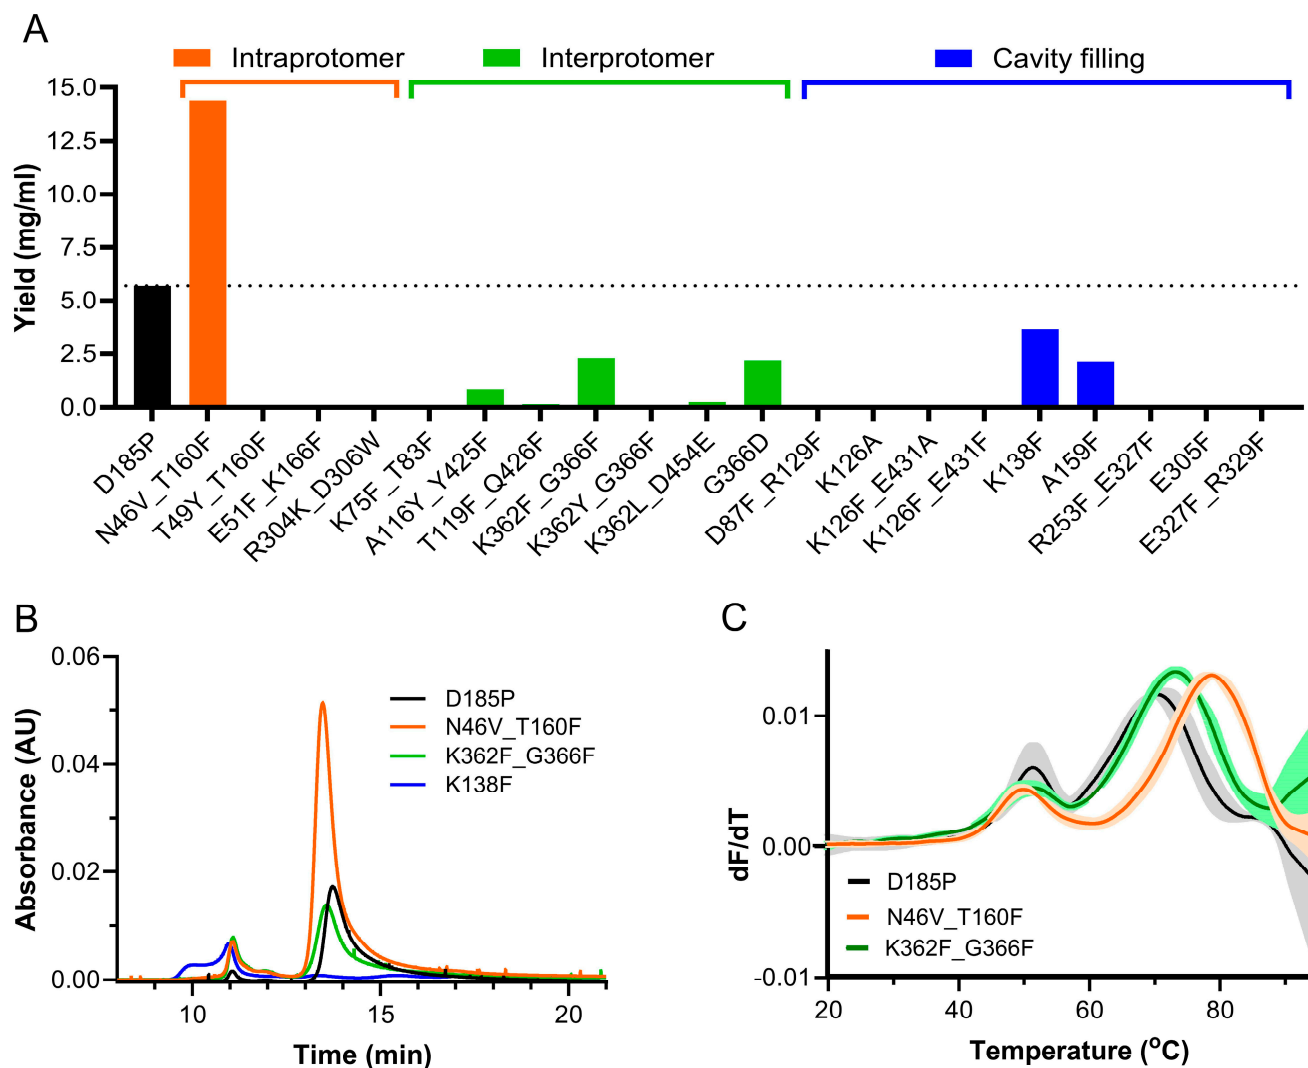 A
Intraprotomer
Interprotomer
Cavity filling
Yield (mg/ml)
15.0
12.5
10.0
7.5
5.0
2.5
0.0
D185P
N46V_T160F
T49Y_T160F
E51F_K166F
R304K_D306W
K75F_T83F
A116Y_Y425F
T119F_Q426F
K362F_G366F
K362Y_G366F
K362L_D454E
G366D
D87F_R129F
K126A
K126F_E431A
K126F_E431F
K138F
A159F
R253F_E327F
E305F
E327F_R329F
B
Absorbance (AU)
0.06
0.04
0.02
0.00
D185P
N46V_T160F
K362F_G366F
K138F
10
15
20
Time (min)
C
dF/dT
0.01
0.00
-0.01
D185P
N46V_T160F
K362F_G366F
20
40
60
80
Temperature (°C)